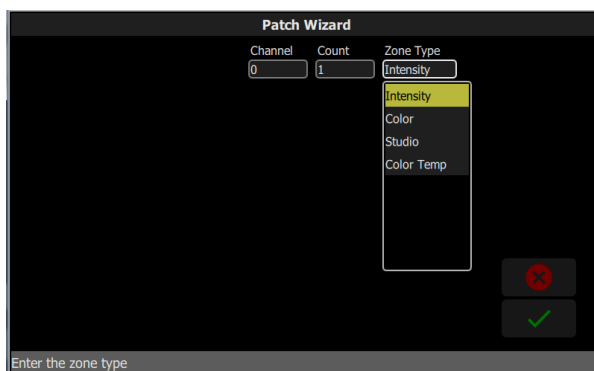 Patch Wizard
Channel Count Zone Type
0 1 Intensity
Intensity
Color
Studio
Color Temp
Enter the zone type